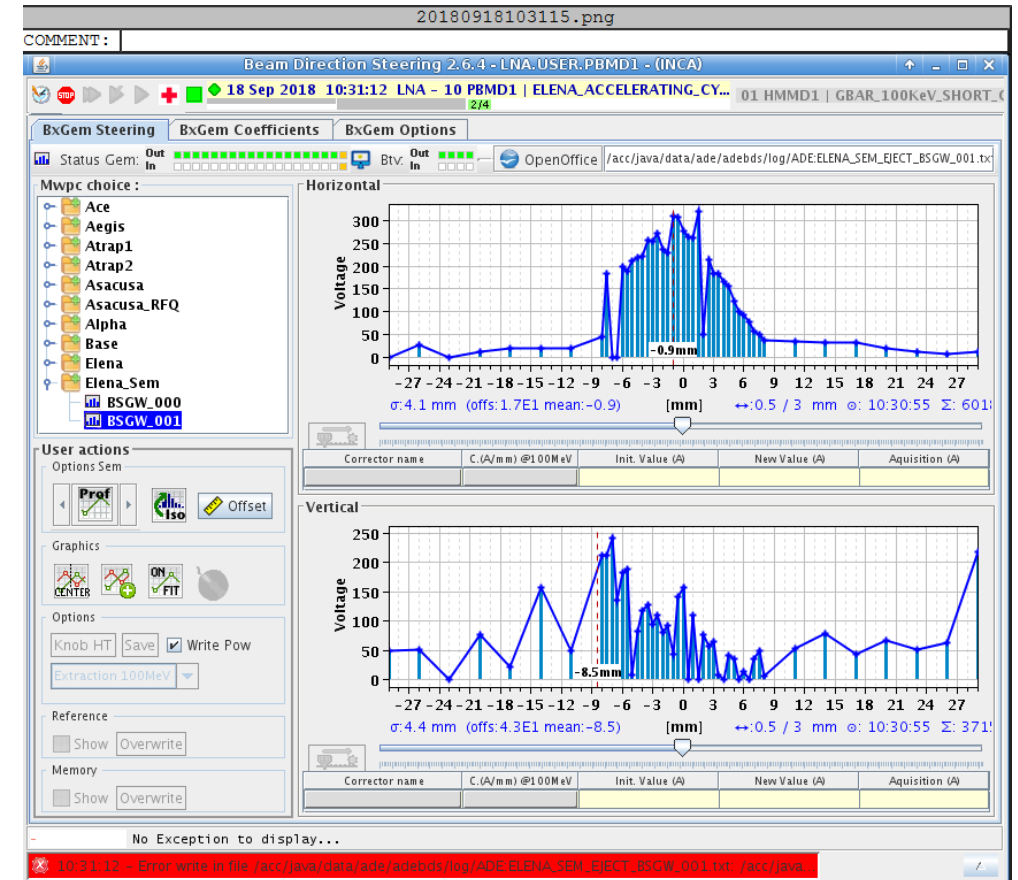 20180918103115.png
COMMENT:
Beam Direction Steering 2.6.4 - LNA.USER.PBMD1 - (INCA)
STOP 18 Sep 2018 10:31:12 LNA - 10 PBMD1 | ELENA_ACCELERATING_CY... 01 HMMD1 | GBAR_100KeV_SHORT_
2/4
BxGem Steering BxGem Coefficients BxGem Options
Status Gem: Out In Btv: Out In OpenOffice /acc/java/data/ade/adebds/log/ADE:ELENA_SEM_EJECT_BSGW_001.tx
Mwpc choice :
Ace
Aegis
Atrap1
Atrap2
Asacusa
Asacusa_RFQ
Alpha
Base
Elena
Elena_Sem
BSGW_000
BSGW_001
User actions
Options Sem
Prof Iso Offset
Graphics
CENTER ON FIT
Options
Knob HT Save Write Pow
Extraction 100MeV
Reference
Show Overwrite
Memory
Show Overwrite
Horizontal
Voltage
300
250
200
150
100
50
0
-0.9mm
-27 -24 -21 -18 -15 -12 -9 -6 -3 0 3 6 9 12 15 18 21 24 27
σ:4.1 mm (offs:1.7E1 mean:-0.9) [mm] ↔:0.5 / 3 mm ⊙: 10:30:55 Σ: 601
Corrector name C.(A/mm) @100MeV Init. Value (A) New Value (A) Aquisition (A)
Vertical
Voltage
250
200
150
100
50
0
-8.5mm
-27 -24 -21 -18 -15 -12 -9 -6 -3 0 3 6 9 12 15 18 21 24 27
σ:4.4 mm (offs:4.3E1 mean:-8.5) [mm] ↔:0.5 / 3 mm ⊙: 10:30:55 Σ: 371
Corrector name C.(A/mm) @100MeV Init. Value (A) New Value (A) Aquisition (A)
- No Exception to display...
10:31:12 - Error write in file /acc/java/data/ade/adebds/log/ADE:ELENA_SEM_EJECT_BSGW_001.txt: /acc/java...